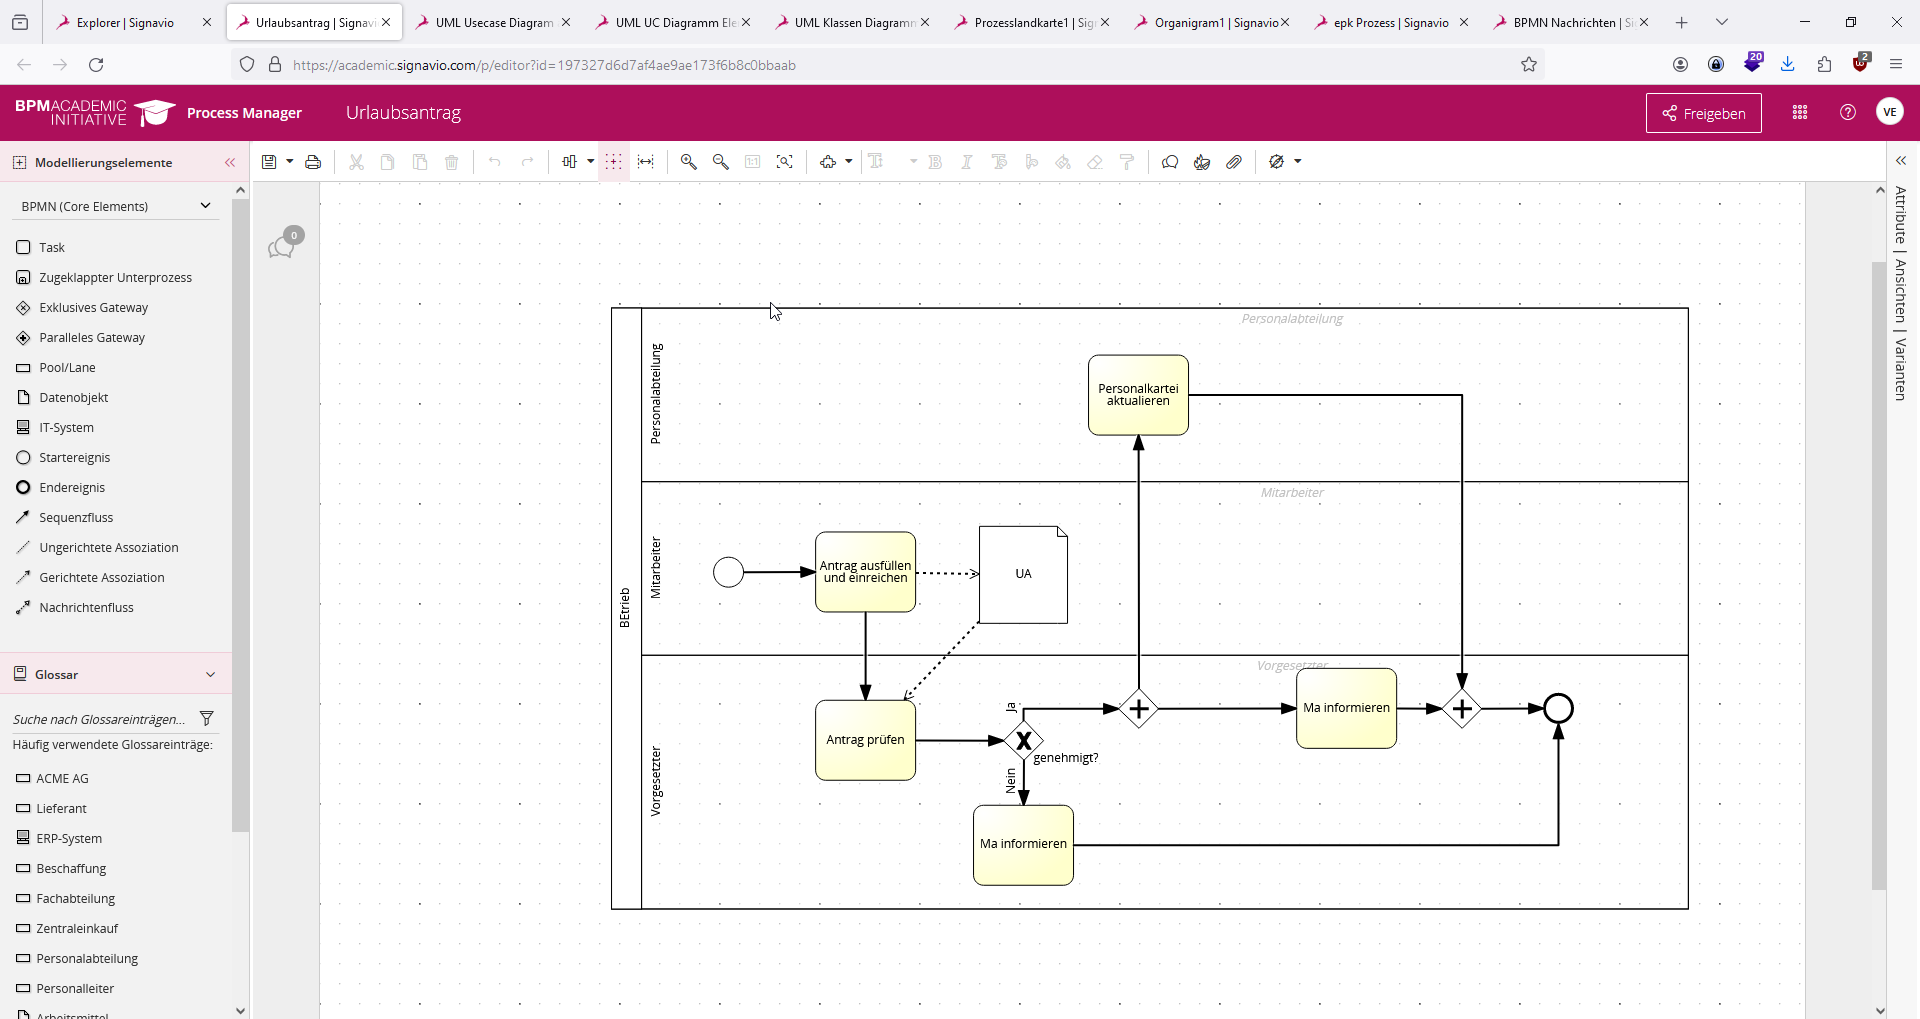 Explorer | Signavio
Urlaubsantrag | Signavi
UML Usecase Diagram
UML UC Diagramm Ele
UML Klassen Diagramm
Prozesslandkarte1 | Sig
Organigram1 | Signavio
epk Prozess | Signavio
BPMN Nachrichten | Si
https://academic.signavio.com/p/editor?id=197327d6d7af4ae9ae173f6b8c0bbaab
20
2
BPMACADEMIC
INITIATIVE
Process Manager
Urlaubsantrag
Freigeben
VE
Modellierungselemente
1:1
BPMN (Core Elements)
Task
Zugeklappter Unterprozess
Exklusives Gateway
Paralleles Gateway
Pool/Lane
Datenobjekt
IT-System
Startereignis
Endereignis
Sequenzfluss
Ungerichtete Assoziation
Gerichtete Assoziation
Nachrichtenfluss
Glossar
Suche nach Glossareinträgen...
Häufig verwendete Glossareinträge:
ACME AG
Lieferant
ERP-System
Beschaffung
Fachabteilung
Zentraleinkauf
Personalabteilung
Personalleiter
Arbeitsmittel
0
BEtrieb
Personalabteilung
Personalabteilung
Personalkartei
aktualieren
Mitarbeiter
Mitarbeiter
Antrag ausfüllen
und einreichen
UA
Vorgesetzter
Vorgesetzter
Antrag prüfen
Ja
genehmigt?
Nein
Ma informieren
Ma informieren
Attribute | Ansichten | Varianten